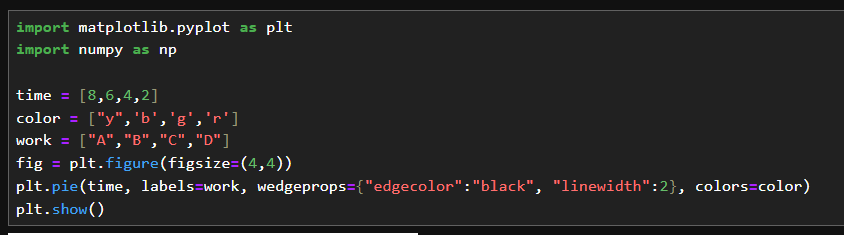 import matplotlib.pyplot as plt
import numpy as np
time = [8,6,4,2]
color = ["y",'b','g','r']
work = ["A","B","C","D"]
fig = plt.figure(figsize=(4,4))
plt.pie(time, labels=work, wedgeprops={"edgecolor":"black", "linewidth":2}, colors=color)
plt.show()